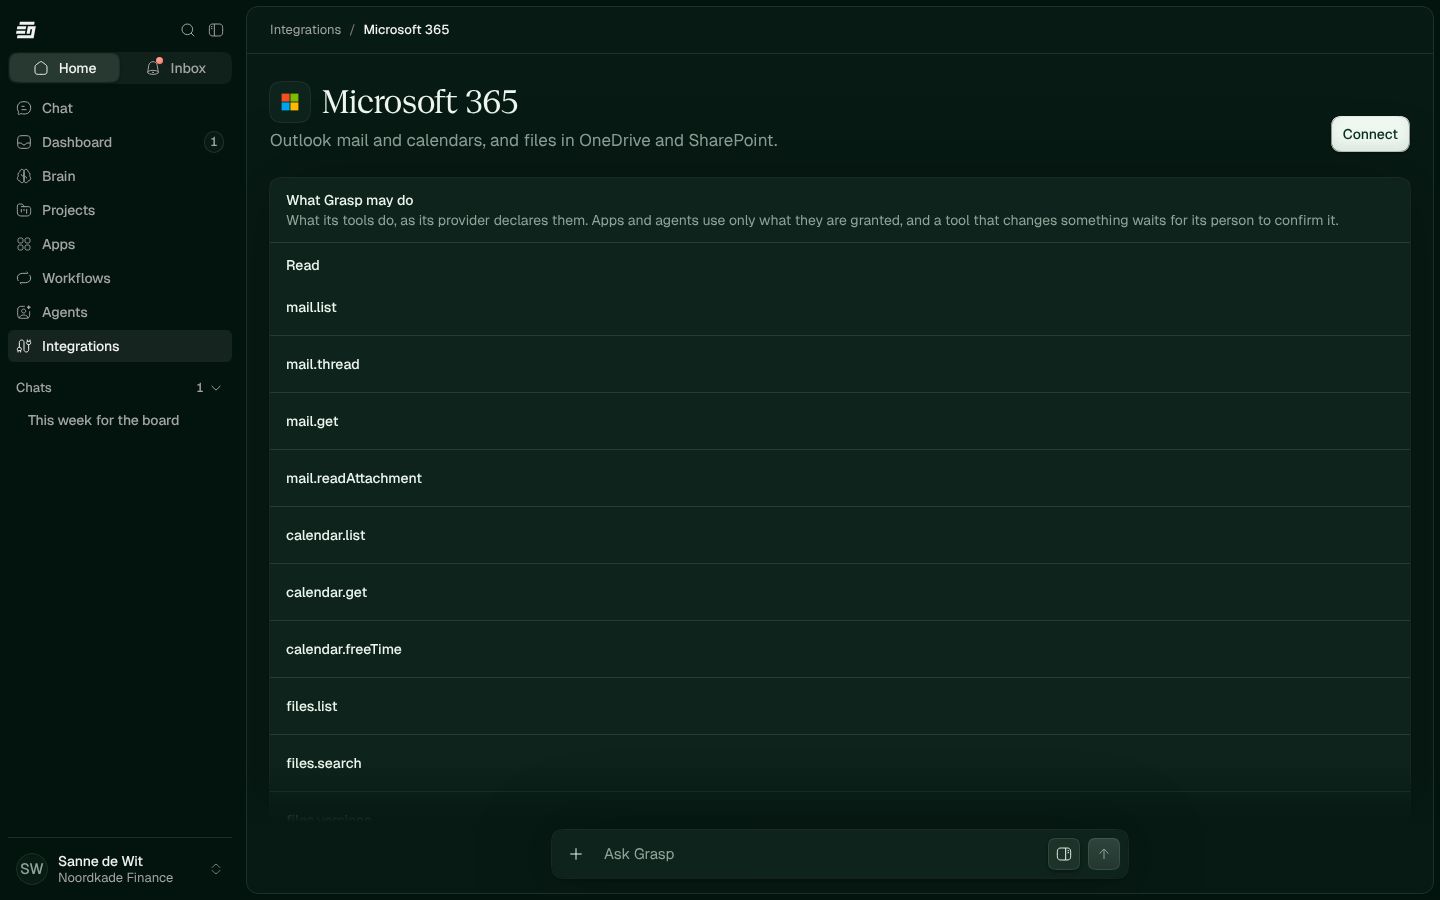 Home
Inbox
Chat
Dashboard 1
Brain
Projects
Apps
Workflows
Agents
Integrations
Chats 1
This week for the board
SW
Sanne de Wit
Noordkade Finance
Integrations / Microsoft 365
Microsoft 365
Outlook mail and calendars, and files in OneDrive and SharePoint.
Connect
What Grasp may do
What its tools do, as its provider declares them. Apps and agents use only what they are granted, and a tool that changes something waits for its person to confirm it.
Read
mail.list
mail.thread
mail.get
mail.readAttachment
calendar.list
calendar.get
calendar.freeTime
files.list
files.search
files.versions
Ask Grasp